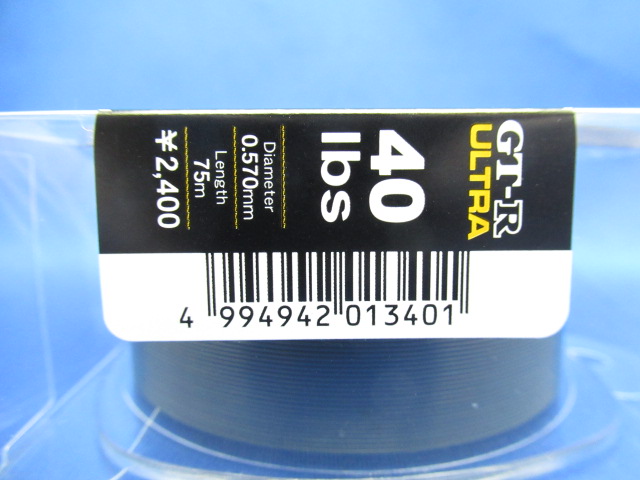 GT-R
ULTRA
40
lbs
Diameter
0.570mm
Length
75m
¥2,400
4 994942 013401